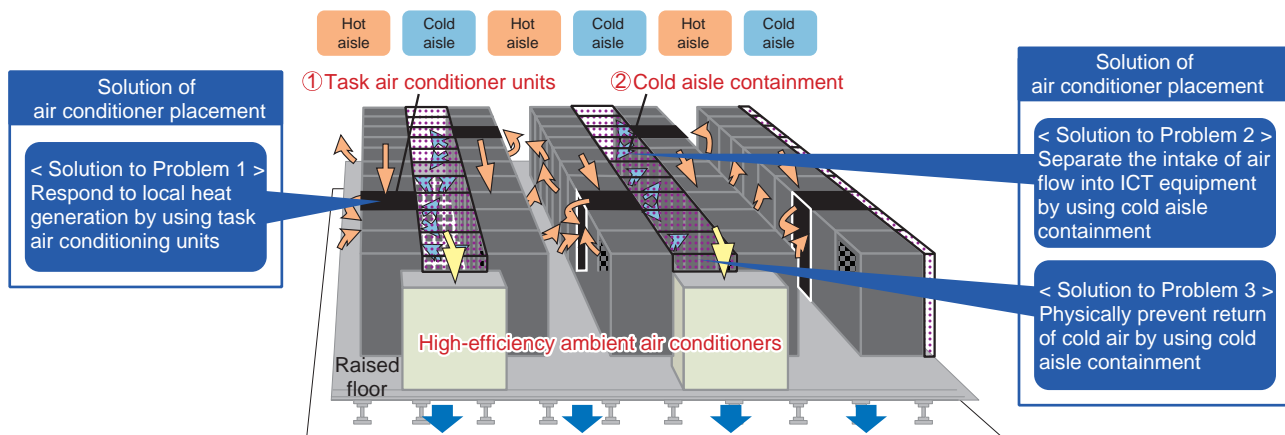 Hot
aisle
Cold
aisle
Hot
aisle
Cold
aisle
Hot
aisle
Cold
aisle
Solution of
air conditioner placement
< Solution to Problem 1 >
Respond to local heat
generation by using task
air conditioning units
①Task air conditioner units
②Cold aisle containment
Solution of
air conditioner placement
< Solution to Problem 2 >
Separate the intake of air
flow into ICT equipment
by using cold aisle
containment
< Solution to Problem 3 >
Physically prevent return
of cold air by using cold
aisle containment
High-efficiency ambient air conditioners
Raised
floor